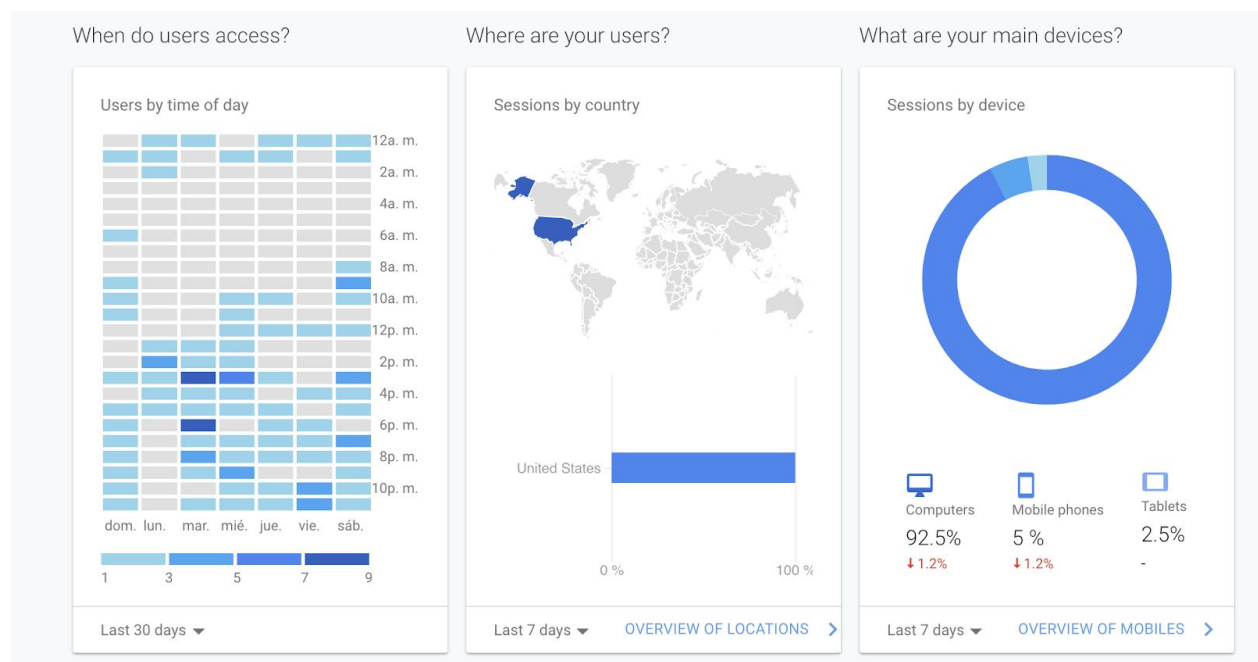 When do users access?
Users by time of day
12a. m.
2a. m.
4a. m.
6a. m.
8a. m.
10a. m.
12p. m.
2p. m.
4p. m.
6p. m.
8p. m.
10p. m.
dom. lun. mar. mié. jue. vie. sáb.
1 3 5 7 9
Last 30 days
Where are your users?
Sessions by country
United States
0 % 100 %
Last 7 days OVERVIEW OF LOCATIONS
What are your main devices?
Sessions by device
Computers Mobile phones Tablets
92.5% 5 % 2.5%
↓1.2% ↓1.2% -
Last 7 days OVERVIEW OF MOBILES